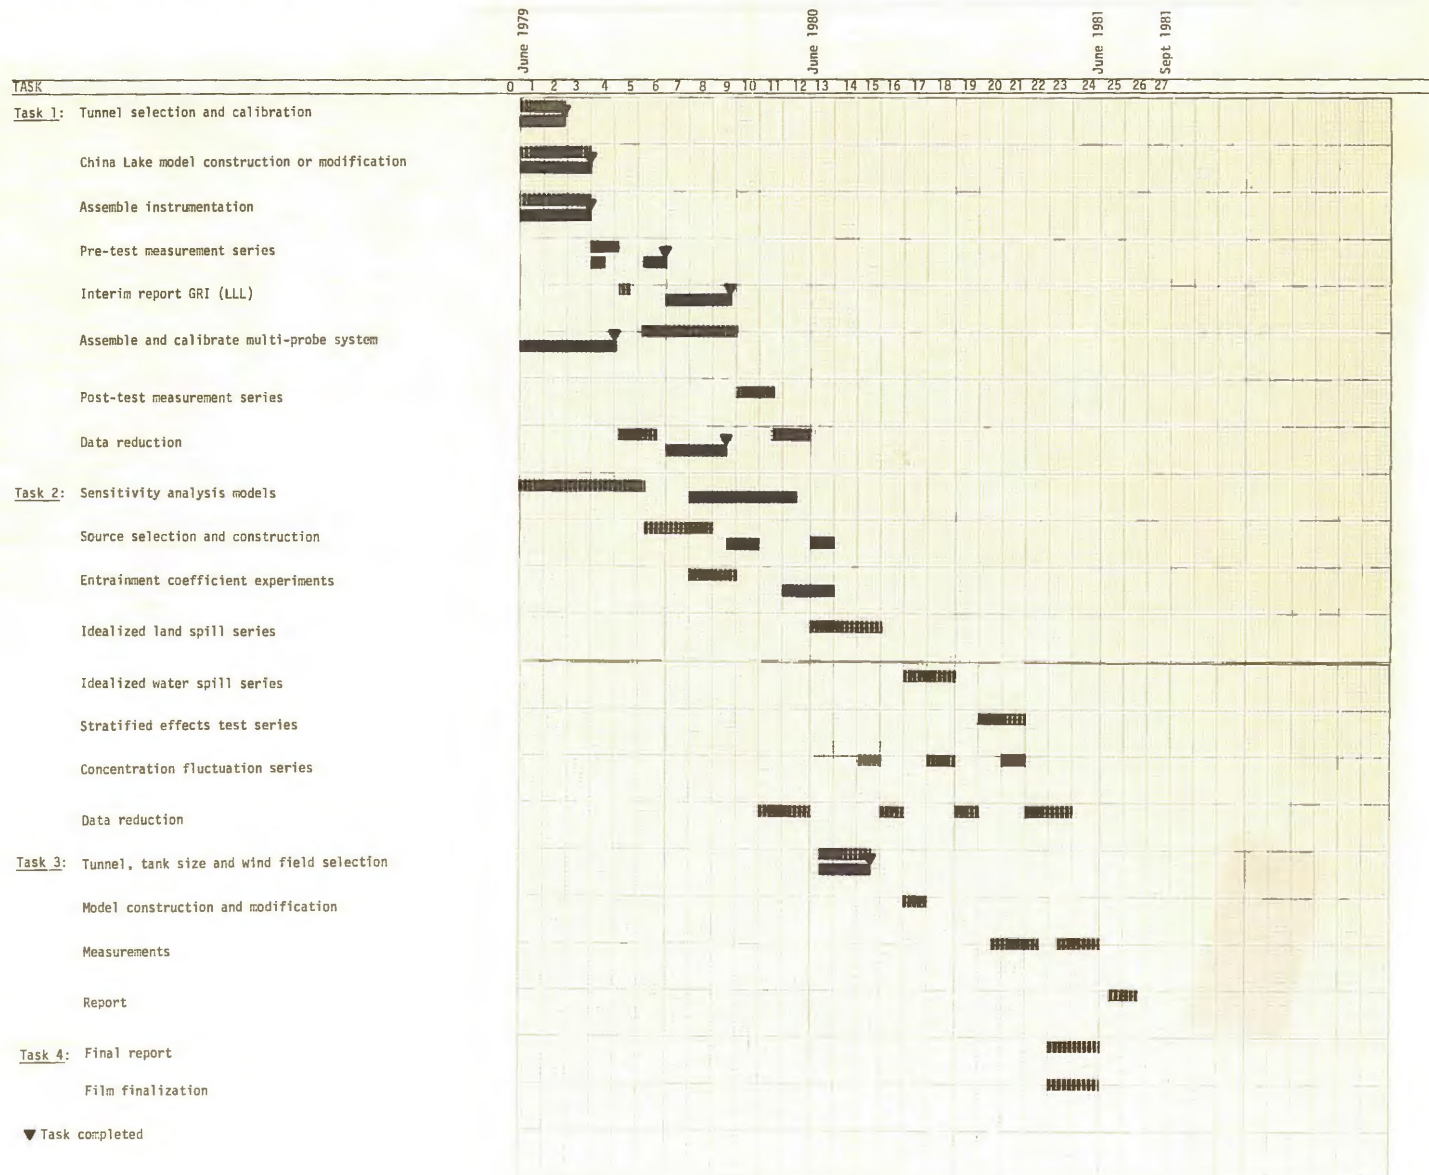 June 1979
June 1980
June 1981
Sept 1981
TASK 0 1 2 3 4 5 6 7 8 9 10 11 12 13 14 15 16 17 18 19 20 21 22 23 24 25 26 27
Task 1: Tunnel selection and calibration
China Lake model construction or modification
Assemble instrumentation
Pre-test measurement series
Interim report GRI (LLL)
Assemble and calibrate multi-probe system
Post-test measurement series
Data reduction
Task 2: Sensitivity analysis models
Source selection and construction
Entrainment coefficient experiments
Idealized land spill series
Idealized water spill series
Stratified effects test series
Concentration fluctuation series
Data reduction
Task 3: Tunnel, tank size and wind field selection
Model construction and modification
Measurements
Report
Task 4: Final report
Film finalization
▼ Task completed